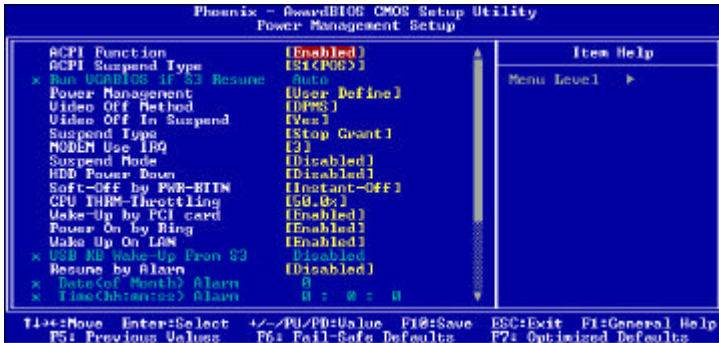 Phoenix - AwardBIOS CMOS Setup Utility
Power Management Setup
ACPI Function [Enabled]
ACPI Suspend Type [S1(POS)]
x Run VGABIOS if S3 Resume Auto
Power Management [User Define]
Video Off Method [DPMS]
Video Off In Suspend [Yes]
Suspend Type [Stop Grant]
MODEM Use IRQ [3]
Suspend Mode [Disabled]
HDD Power Down [Disabled]
Soft-Off by PWR-BTTN [Instant-Off]
CPU THRM-Throttling [50.0%]
Wake-Up by PCI card [Enabled]
Power On by Ring [Enabled]
Wake Up On LAN [Enabled]
x USB KB Wake-Up From S3 Disabled
Resume by Alarm [Disabled]
x Date(of Month) Alarm 0
x Time(hh:mm:ss) Alarm 0 : 0 : 0
Item Help
Menu Level ▶
↑↓→←:Move Enter:Select +/-/PU/PD:Value F10:Save ESC:Exit F1:General Help
F5: Previous Values F6: Fail-Safe Defaults F7: Optimized Defaults